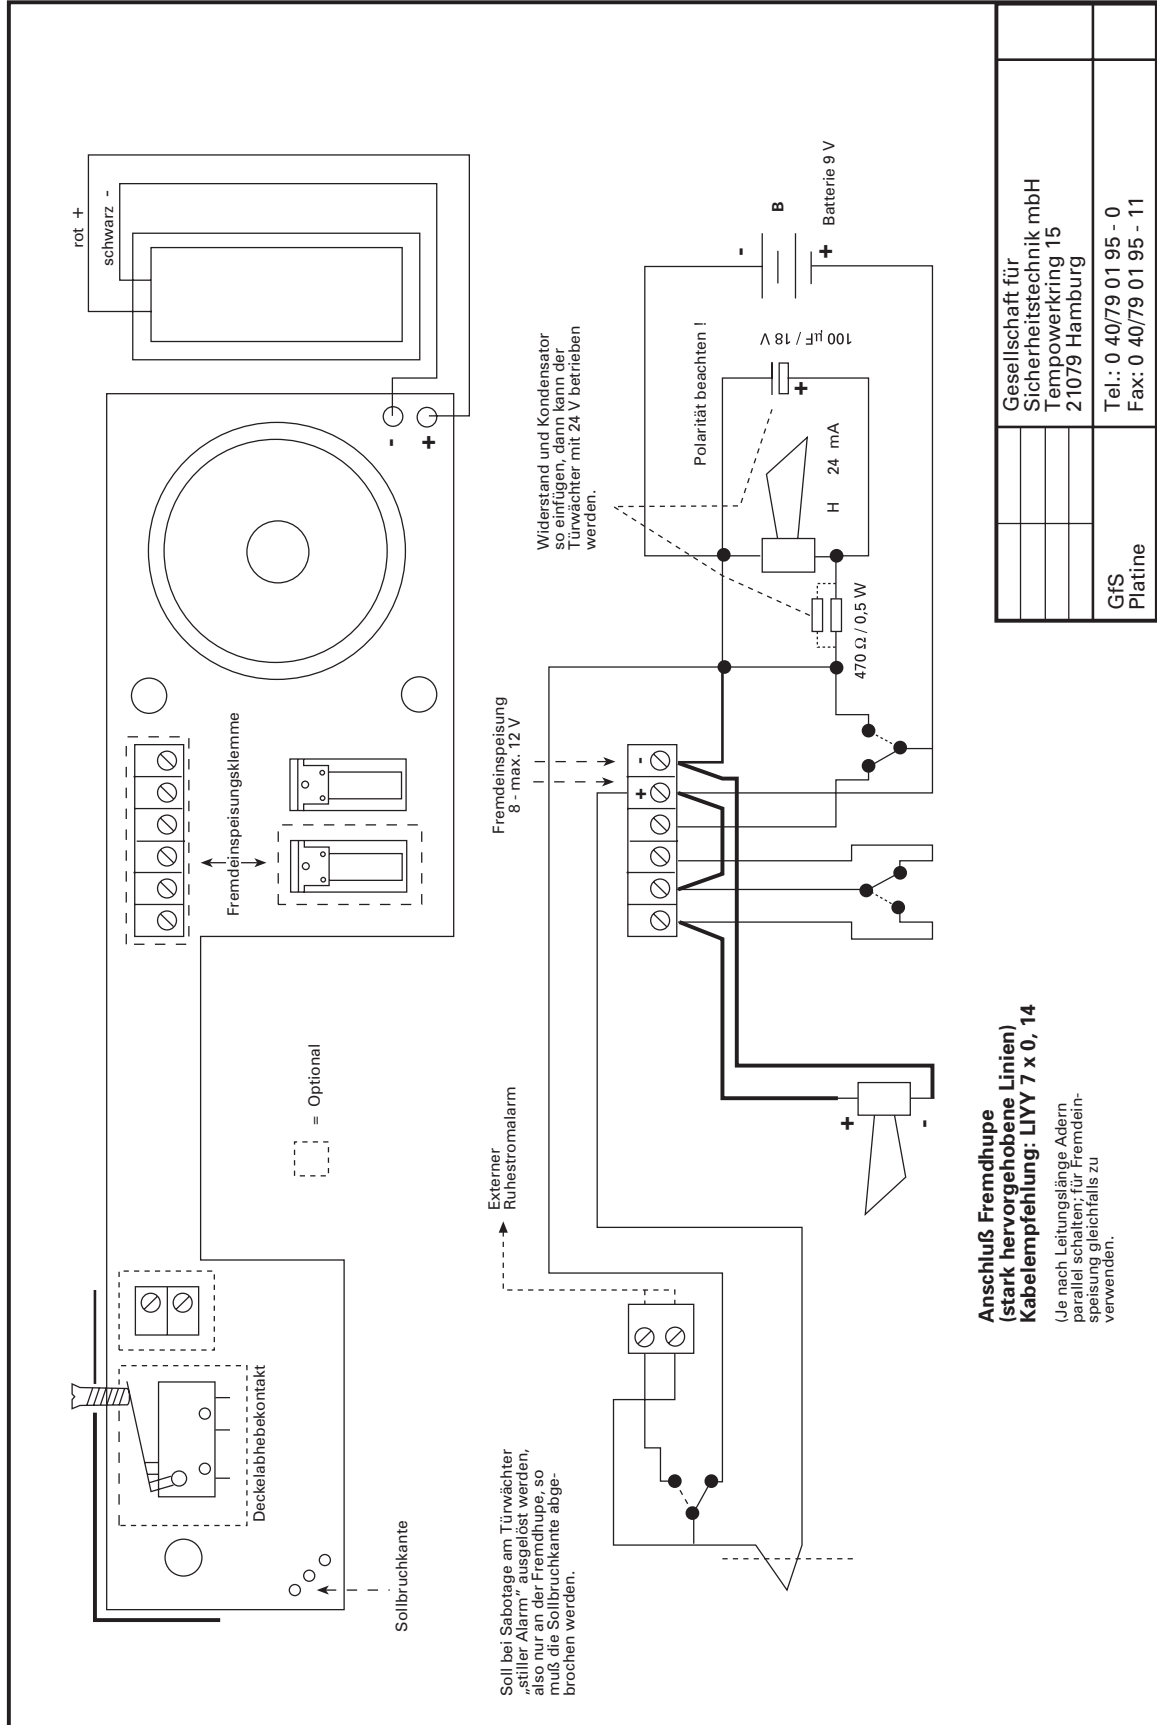 rot +
schwarz -
-
+
Fremdeinspeisungsklemme
= Optional
Deckelabhebekontakt
Sollbruchkante
Soll bei Sabotage am Türwächter
„stiller Alarm” ausgelöst werden,
also nur an der Fremdhupe, so
muß die Sollbruchkante abge-
brochen werden.
Externer
Ruhestromalarm
Fremdeinspeisung
8 - max. 12 V
-
+
Widerstand und Kondensator
so einfügen, dann kann der
Türwächter mit 24 V betrieben
werden.
Polarität beachten !
100 µF / 18 V
+
H 24 mA
470 Ω / 0,5 W
-
B
+
Batterie 9 V
+
-
Anschluß Fremdhupe
(stark hervorgehobene Linien)
Kabelempfehlung: LIYY 7 x 0, 14
(Je nach Leitungslänge Adern
parallel schalten; für Fremdein-
speisung gleichfalls zu
verwenden.
GfS
Platine
Gesellschaft für
Sicherheitstechnik mbH
Tempowerkring 15
21079 Hamburg
Tel.: 0 40/79 01 95 - 0
Fax: 0 40/79 01 95 - 11